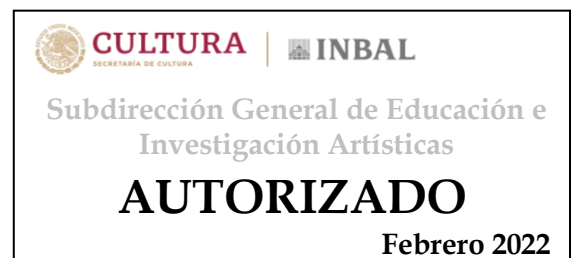 CULTURA
SECRETARÍA DE CULTURA
INBAL
Subdirección General de Educación e
Investigación Artísticas
AUTORIZADO
Febrero 2022